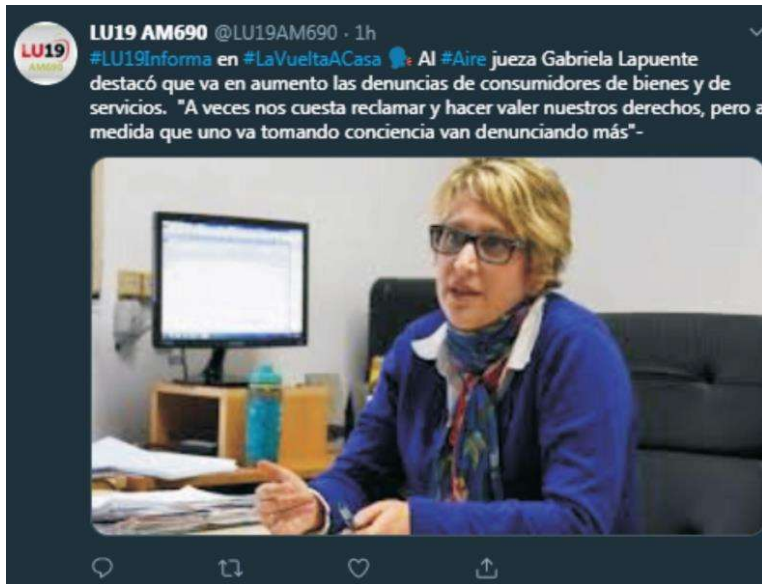 LU19 AM690 @LU19AM690 · 1h
#LU19Informa en #LaVueltaACasa 🗣 Al #Aire jueza Gabriela Lapuente
destacó que va en aumento las denuncias de consumidores de bienes y de
servicios. "A veces nos cuesta reclamar y hacer valer nuestros derechos, pero a
medida que uno va tomando conciencia van denunciando más"-
LU19
AM690